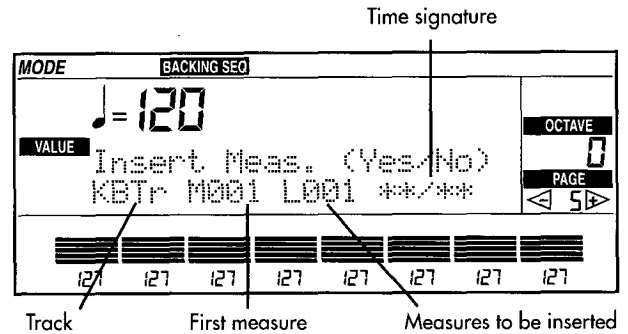 Time signature
MODE BACKING SEQ
♩=120
OCTAVE
0
VALUE
Insert Meas. (Yes/No)
PAGE
KBTr M001 L001 **/**
- 5 +
127 127 127 127 127 127 127 127
Track First measure Measures to be inserted